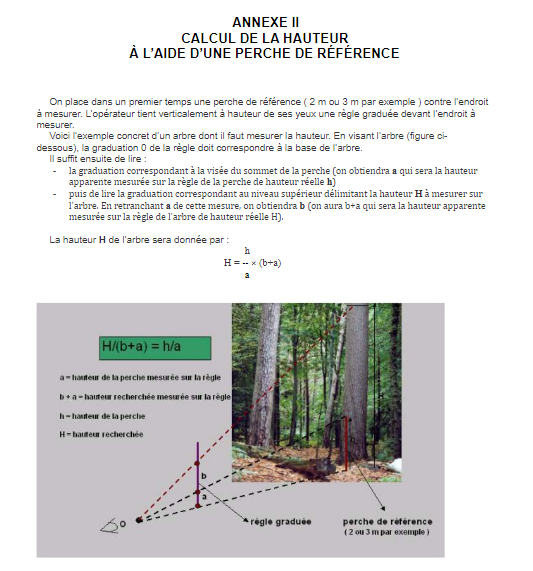 ANNEXE II
CALCUL DE LA HAUTEUR
À L'AIDE D'UNE PERCHE DE RÉFÉRENCE
On place dans un premier temps une perche de référence ( 2 m ou 3 m par exemple ) contre l'endroit
à mesurer. L'opérateur tient verticalement à hauteur de ses yeux une règle graduée devant l'endroit à
mesurer.
Voici l'exemple concret d'un arbre dont il faut mesurer la hauteur. En visant l'arbre (figure ci-
dessous), la graduation 0 de la règle doit correspondre à la base de l'arbre.
Il suffit ensuite de lire :
- la graduation correspondant à la visée du sommet de la perche (on obtiendra a qui sera la hauteur
apparente mesurée sur la règle de la perche de hauteur réelle h)
- puis de lire la graduation correspondant au niveau supérieur délimitant la hauteur H à mesurer sur
l'arbre. En retranchant a de cette mesure, on obtiendra b (on aura b+a qui sera la hauteur apparente
mesurée sur la règle de l'arbre de hauteur réelle H).
La hauteur H de l'arbre sera donnée par :
h
H = -- × (b+a)
a
H/(b+a) = h/a
a = hauteur de la perche mesurée sur la règle
b + a = hauteur recherchée mesurée sur la règle
h = hauteur de la perche
H = hauteur recherchée
b
a
O
règle graduée
perche de référence
( 2 ou 3 m par exemple )